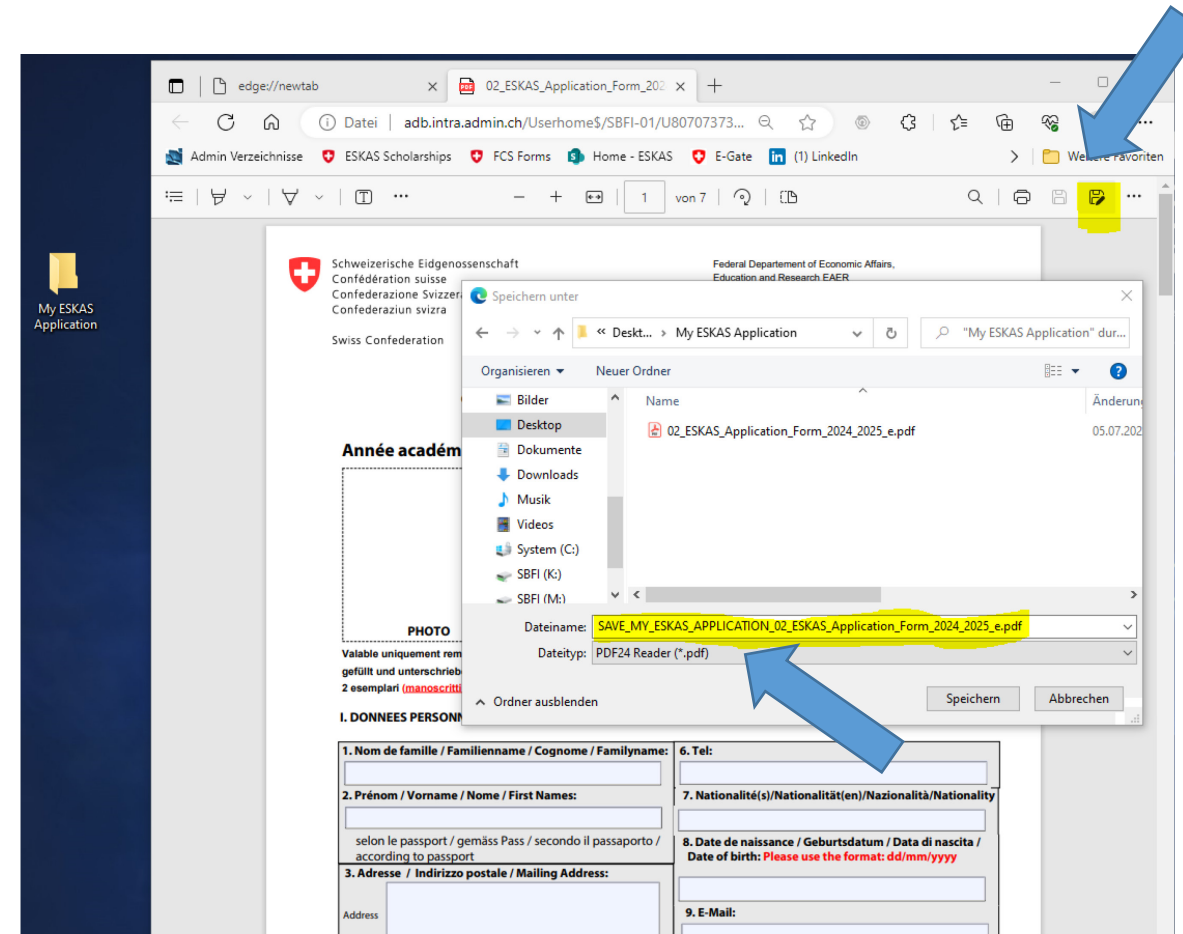 edge://newtab
02_ESKAS_Application_Form_202
Datei
adb.intra.admin.ch/Userhome$/SBFI-01/U80707373...
Admin Verzeichnisse
ESKAS Scholarships
FCS Forms
Home - ESKAS
E-Gate
(1) LinkedIn
Weitere Favoriten
1
von 7
My ESKAS
Application
Schweizerische Eidgenossenschaft
Confédération suisse
Confederazione Svizzer
Confederaziun svizra
Swiss Confederation
Federal Departement of Economic Affairs,
Education and Research EAER
Speichern unter
« Deskt... › My ESKAS Application
"My ESKAS Application" dur...
Organisieren
Neuer Ordner
Bilder
Desktop
Dokumente
Downloads
Musik
Videos
System (C:)
SBFI (K:)
SBFI (M:)
Name
Änderun
02_ESKAS_Application_Form_2024_2025_e.pdf
05.07.202
Dateiname:
SAVE_MY_ESKAS_APPLICATION_02_ESKAS_Application_Form_2024_2025_e.pdf
Dateityp:
PDF24 Reader (*.pdf)
Ordner ausblenden
Speichern
Abbrechen
Année académ
PHOTO
Valable uniquement rem
gefüllt und unterschrieb
2 esemplari (manoscritti
I. DONNEES PERSONN
1. Nom de famille / Familienname / Cognome / Familyname:
2. Prénom / Vorname / Nome / First Names:
selon le passport / gemäss Pass / secondo il passaporto /
according to passport
3. Adresse / Indirizzo postale / Mailing Address:
Address
6. Tel:
7. Nationalité(s)/Nationalität(en)/Nazionalità/Nationality
8. Date de naissance / Geburtsdatum / Data di nascita /
Date of birth: Please use the format: dd/mm/yyyy
9. E-Mail: